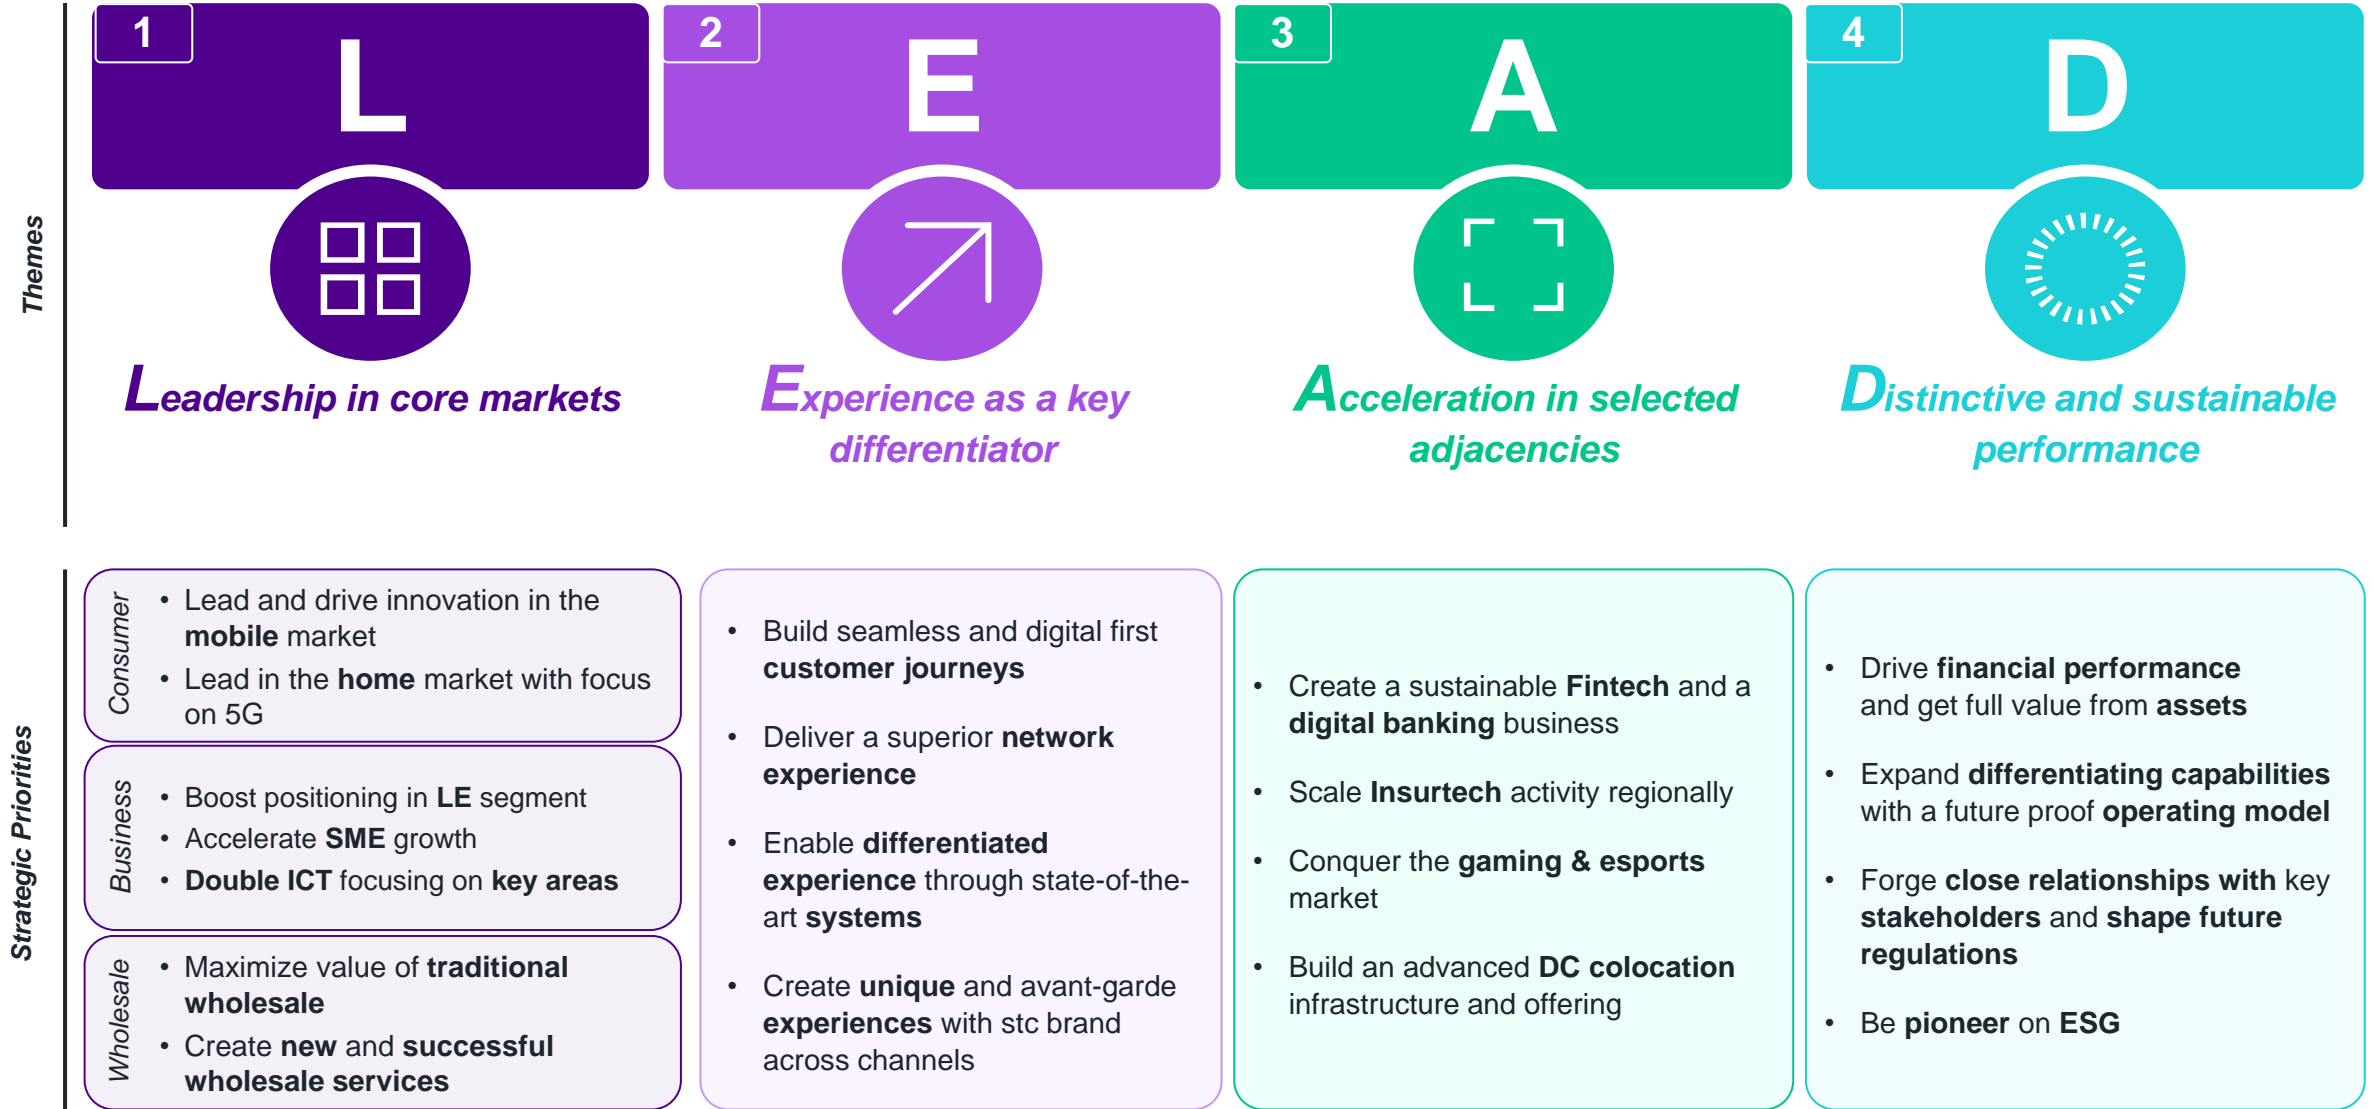 Themes
1
L
Leadership in core markets
2
E
Experience as a key
differentiator
3
A
Acceleration in selected
adjacencies
4
D
Distinctive and sustainable
performance
Strategic Priorities
Consumer
• Lead and drive innovation in the
mobile market
• Lead in the home market with focus
on 5G
Business
• Boost positioning in LE segment
• Accelerate SME growth
• Double ICT focusing on key areas
Wholesale
• Maximize value of traditional
wholesale
• Create new and successful
wholesale services
• Build seamless and digital first
customer journeys
• Deliver a superior network
experience
• Enable differentiated
experience through state-of-the-
art systems
• Create unique and avant-garde
experiences with stc brand
across channels
• Create a sustainable Fintech and a
digital banking business
• Scale Insurtech activity regionally
• Conquer the gaming & esports
market
• Build an advanced DC colocation
infrastructure and offering
• Drive financial performance
and get full value from assets
• Expand differentiating capabilities
with a future proof operating model
• Forge close relationships with key
stakeholders and shape future
regulations
• Be pioneer on ESG